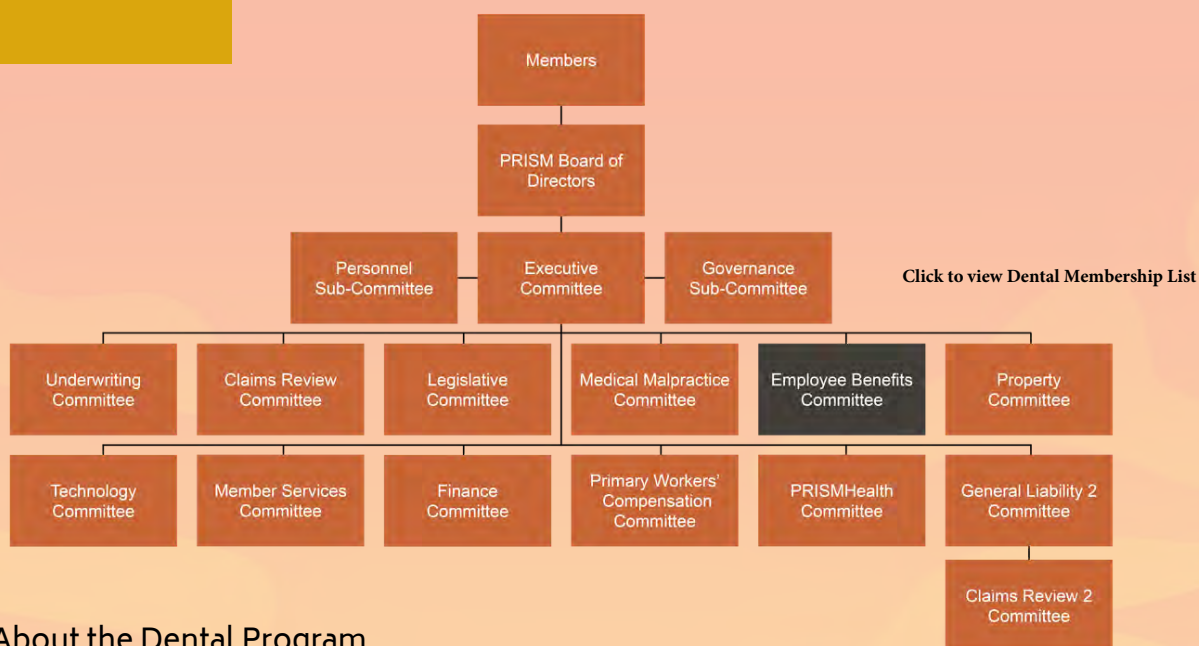 Members
PRISM Board of
Directors
Personnel
Sub-Committee
Executive
Committee
Governance
Sub-Committee
Click to view Dental Membership List
Underwriting
Committee
Claims Review
Committee
Legislative
Committee
Medical Malpractice
Committee
Employee Benefits
Committee
Property
Committee
Technology
Committee
Member Services
Committee
Finance
Committee
Primary Workers'
Compensation
Committee
PRISMHealth
Committee
General Liability 2
Committee
Claims Review 2
Committee
About the Dental Program